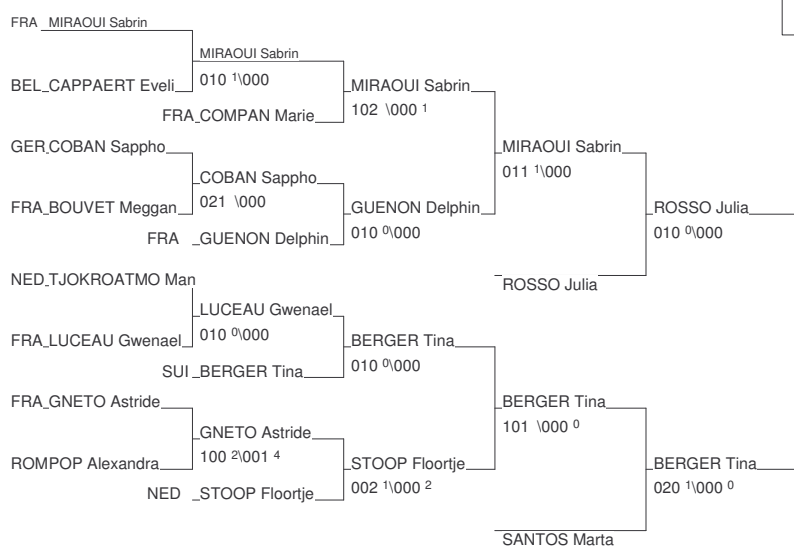 FRA MIRAOUI Sabrin
MIRAOUI Sabrin
BEL CAPPAERT Eveli
010 1\000
MIRAOUI Sabrin
FRA COMPAN Marie
102 \000 1
GER COBAN Sappho
MIRAOUI Sabrin
011 1\000
COBAN Sappho
021 \000
FRA BOUVET Meggan
GUENON Delphin
ROSSO Julia
010 0\000
FRA GUENON Delphin
010 0\000
NED TJOKROATMO Man
ROSSO Julia
LUCEAU Gwenael
010 0\000
FRA LUCEAU Gwenael
BERGER Tina
010 0\000
SUI BERGER Tina
FRA GNETO Astride
BERGER Tina
101 \000 0
GNETO Astride
100 2\001 4
ROMPOP Alexandra
STOOP Floortje
BERGER Tina
002 1\000 2
020 1\000 0
NED STOOP Floortje
SANTOS Marta